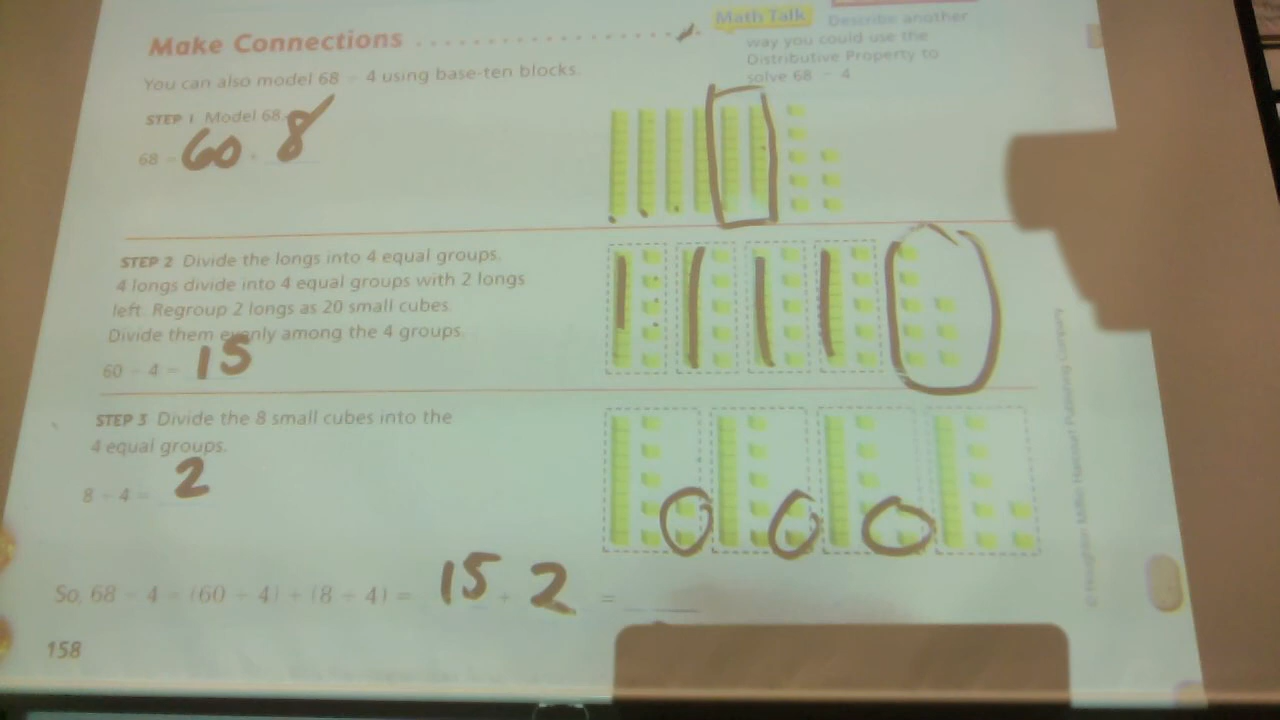 Make Connections
Math Talk Describe another
way you could use the
Distributive Property to
solve 68 ÷ 4
You can also model 68 ÷ 4 using base-ten blocks.
STEP 1 Model 68.
68 = 60 + 8
STEP 2 Divide the longs into 4 equal groups.
4 longs divide into 4 equal groups with 2 longs
left. Regroup 2 longs as 20 small cubes.
Divide them evenly among the 4 groups.
60 ÷ 4 = 15
STEP 3 Divide the 8 small cubes into the
4 equal groups.
8 ÷ 4 = 2
So, 68 ÷ 4 = (60 ÷ 4) + (8 ÷ 4) = 15 + 2 =
158
© Houghton Mifflin Harcourt Publishing Company